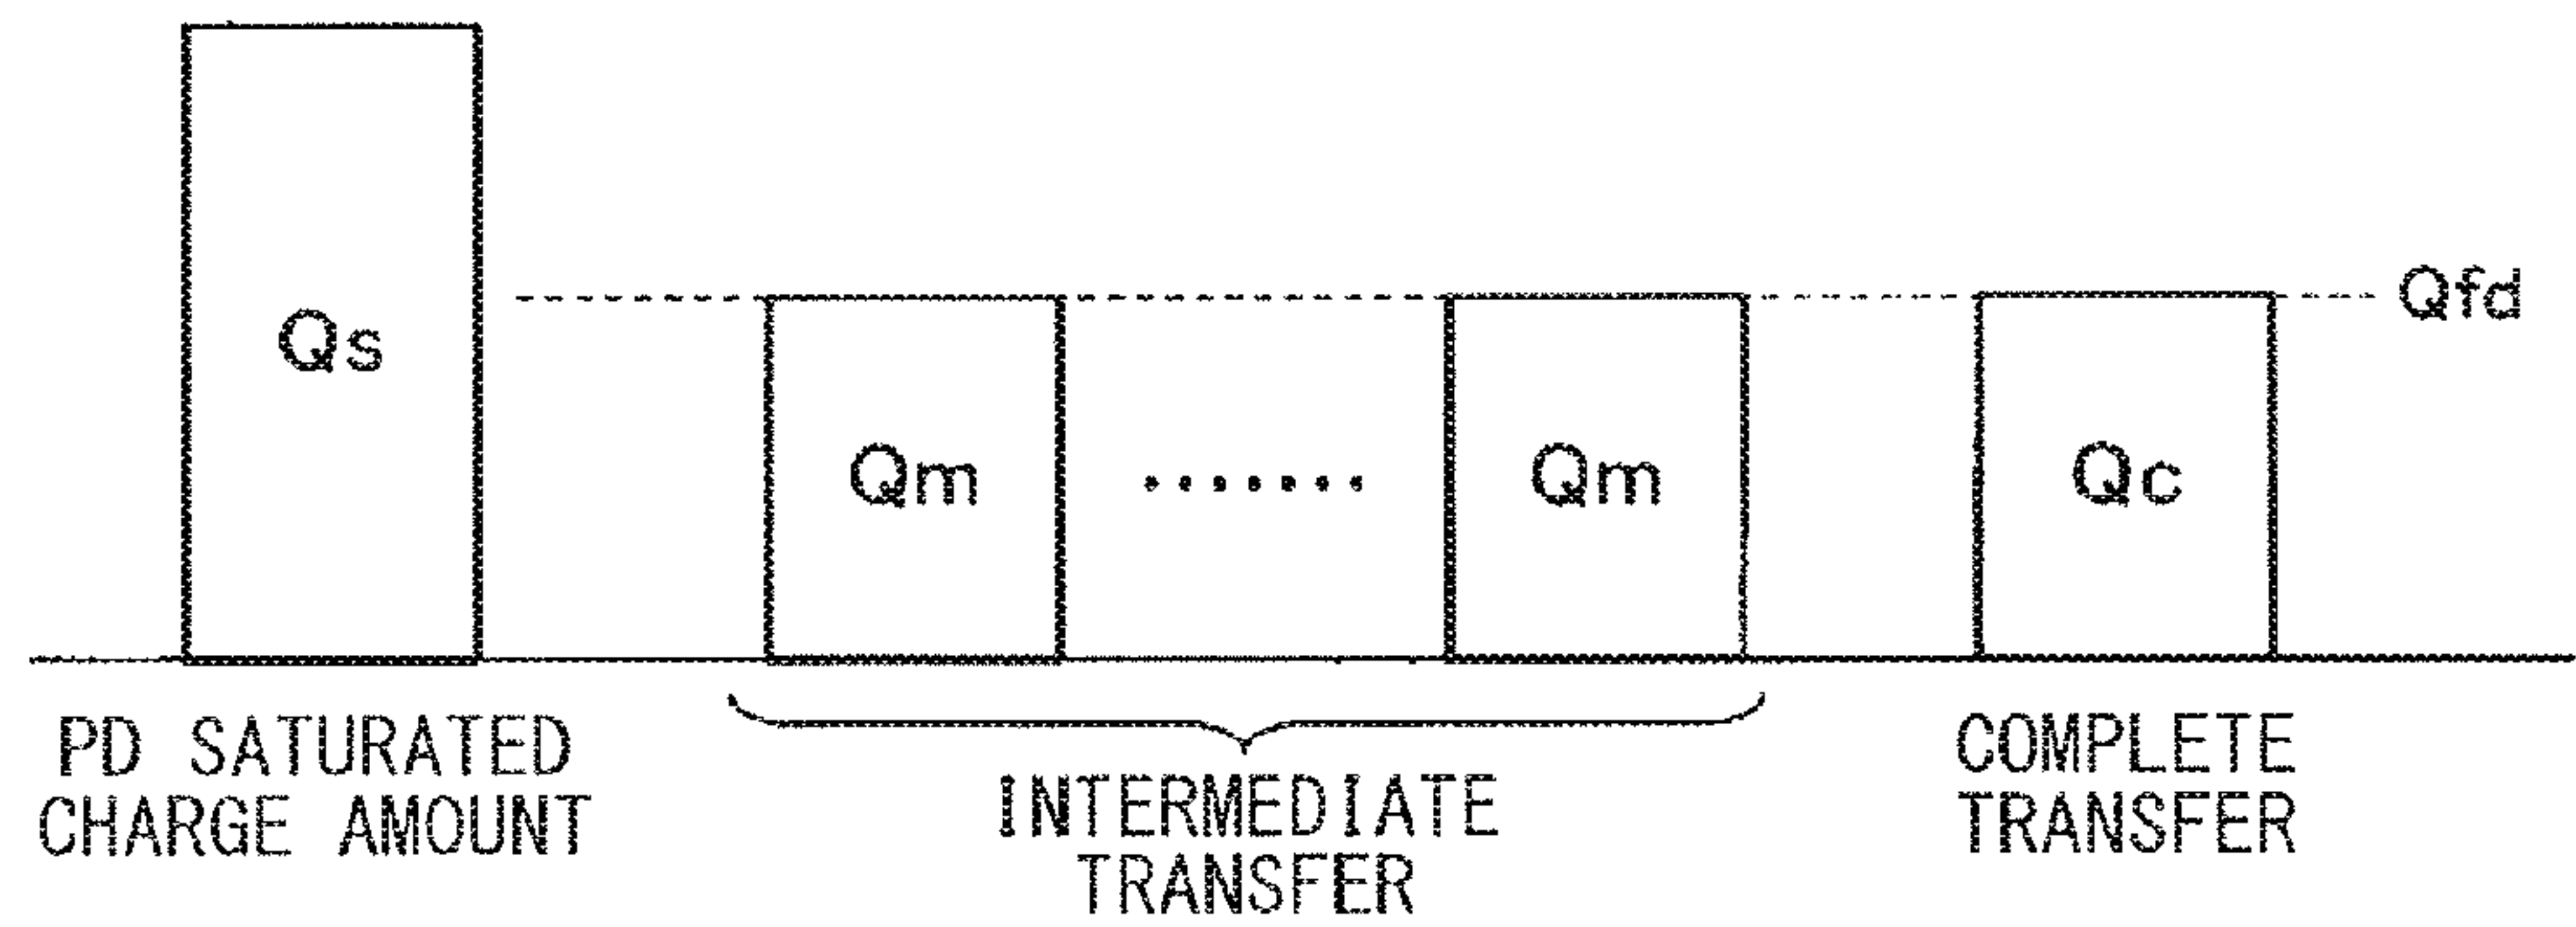 Qs
Qfd
Qm
.......
Qm
Qc
PD SATURATED
CHARGE AMOUNT
INTERMEDIATE
TRANSFER
COMPLETE
TRANSFER